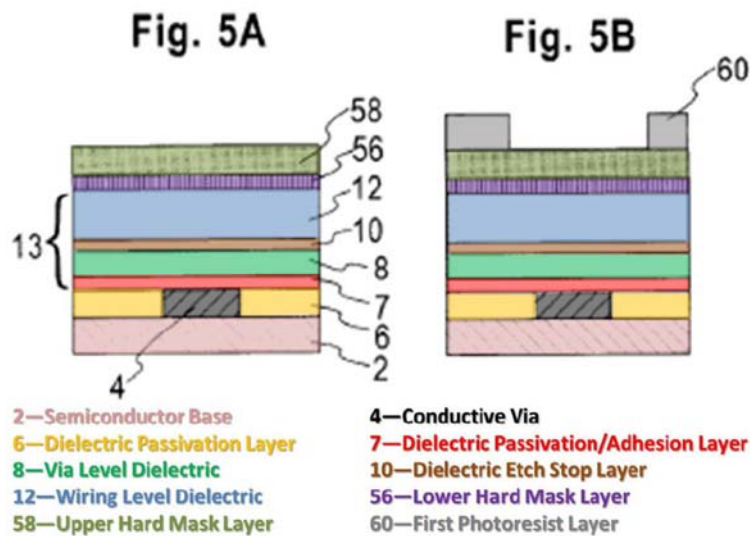 Fig. 5A
Fig. 5B
60
58
56
12
13
10
8
7
6
4
2
2—Semiconductor Base
4—Conductive Via
6—Dielectric Passivation Layer
7—Dielectric Passivation/Adhesion Layer
8—Via Level Dielectric
10—Dielectric Etch Stop Layer
12—Wiring Level Dielectric
56—Lower Hard Mask Layer
58—Upper Hard Mask Layer
60—First Photoresist Layer